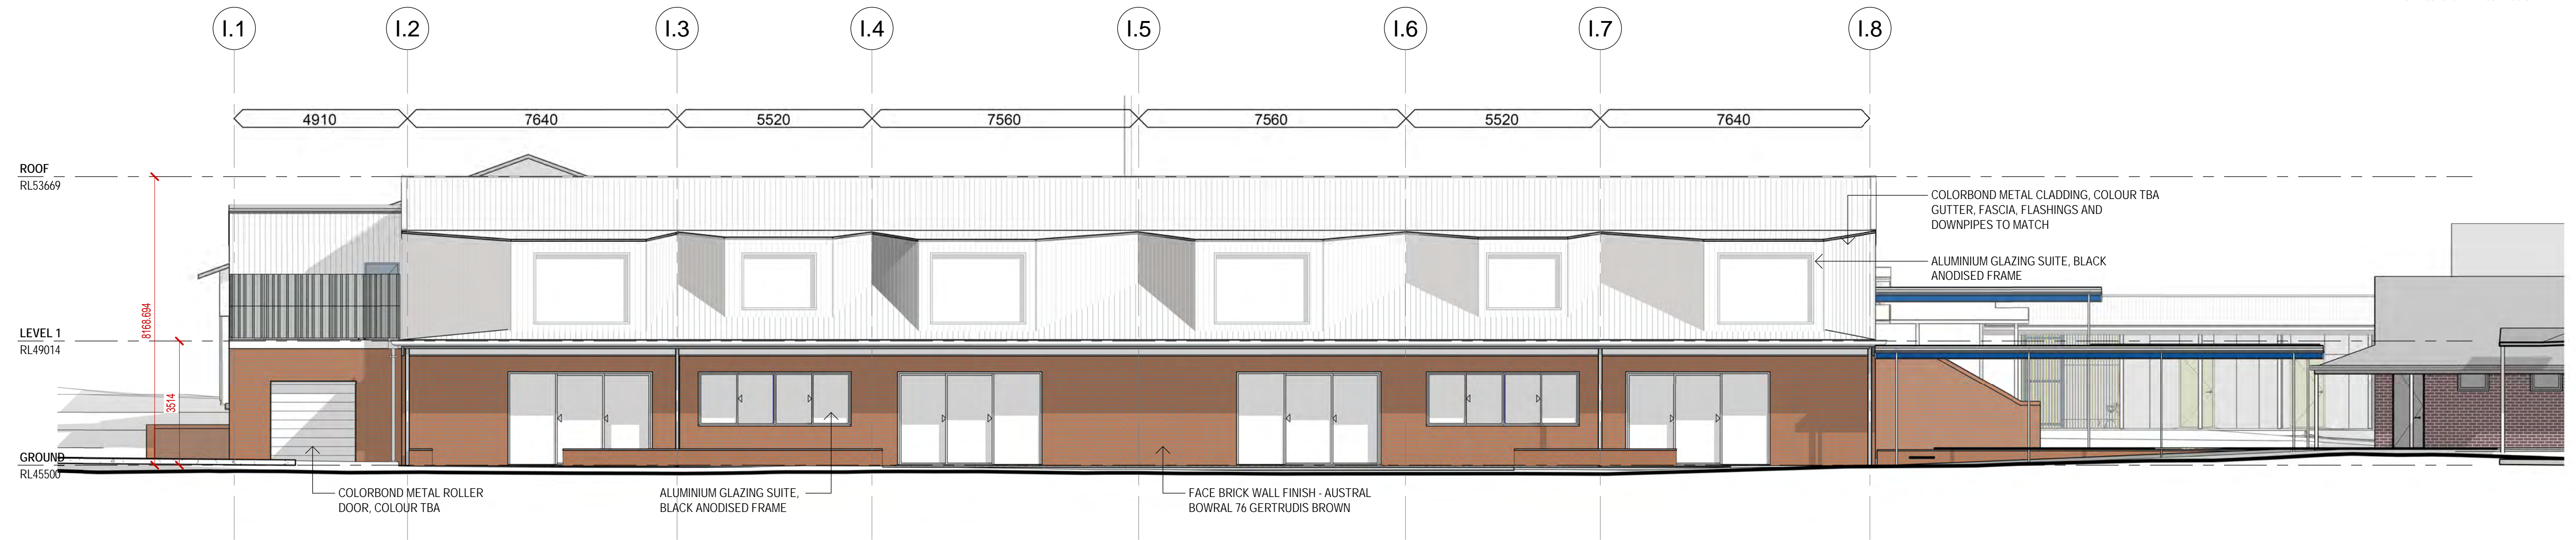 I.1
I.2
I.3
I.4
I.5
I.6
I.7
I.8
4910
7640
5520
7560
7560
5520
7640
ROOF
RL53669
COLORBOND METAL CLADDING, COLOUR TBA
GUTTER, FASCIA, FLASHINGS AND
DOWNPIPES TO MATCH
ALUMINIUM GLAZING SUITE, BLACK
ANODISED FRAME
8168.694
LEVEL 1
RL49014
3514
GROUND
RL45500
COLORBOND METAL ROLLER
DOOR, COLOUR TBA
ALUMINIUM GLAZING SUITE,
BLACK ANODISED FRAME
FACE BRICK WALL FINISH - AUSTRAL
BOWRAL 76 GERTRUDIS BROWN